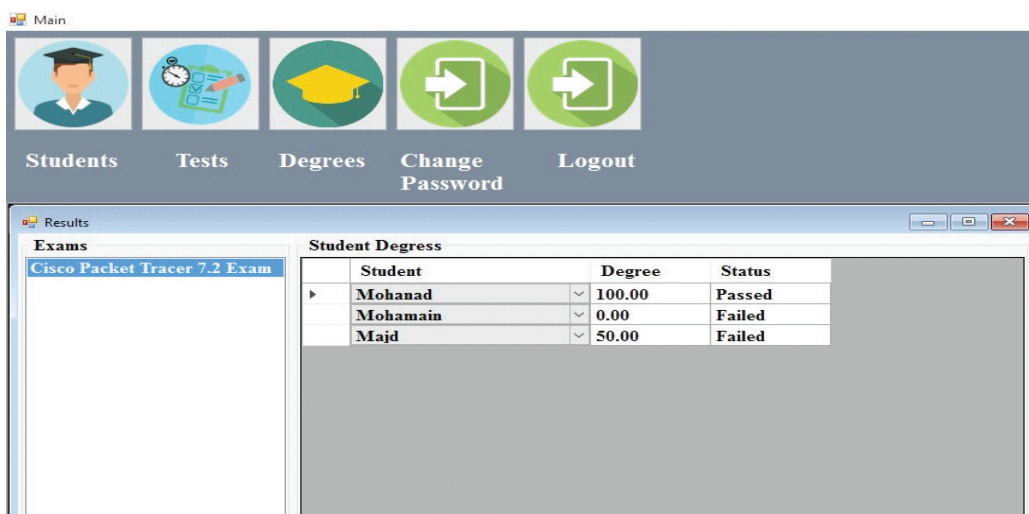 Main
Students Tests Degrees Change Password Logout
Results
Exams
Cisco Packet Tracer 7.2 Exam
Student Degress
Student Degree Status
Mohanad 100.00 Passed
Mohamain 0.00 Failed
Majd 50.00 Failed